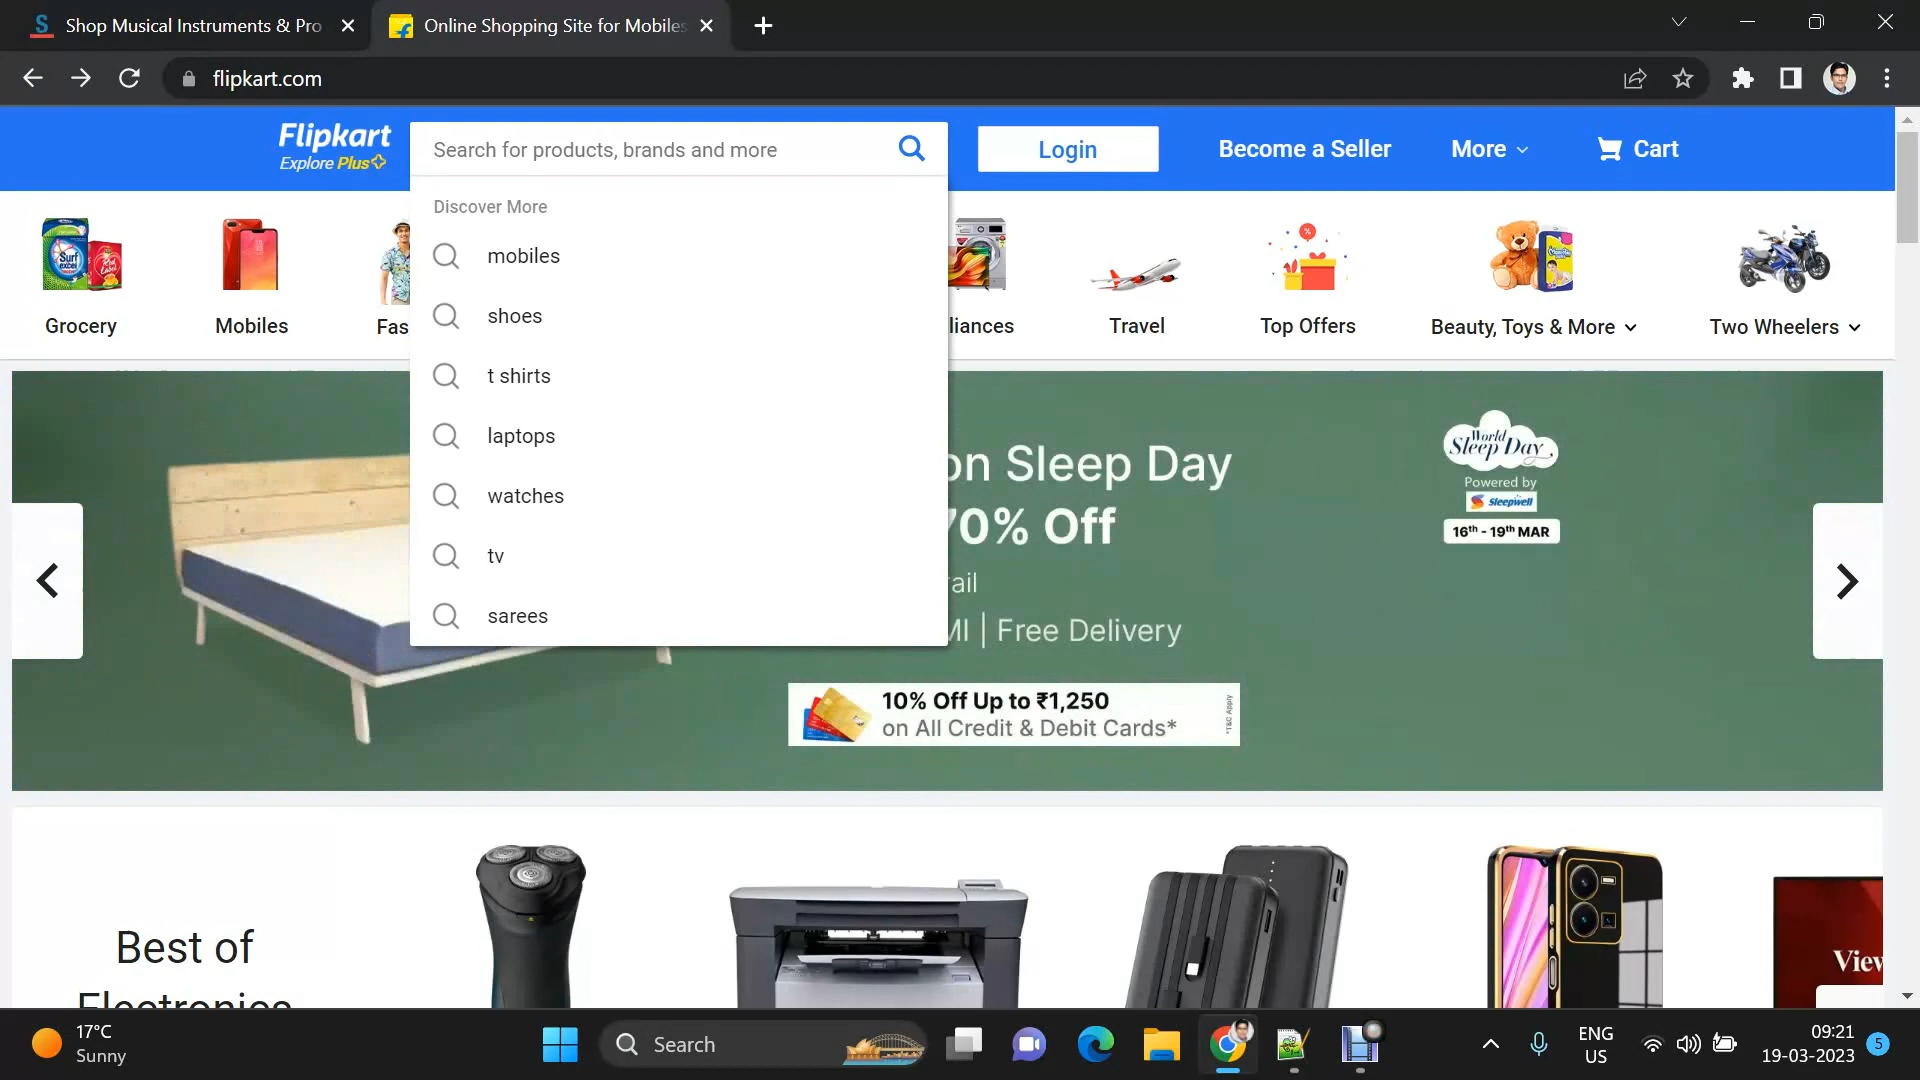 Shop Musical Instruments & Pro
Online Shopping Site for Mobiles
flipkart.com
Flipkart
Explore Plus
Search for products, brands and more
Login
Become a Seller
More
Cart
Discover More
mobiles
shoes
t shirts
laptops
watches
tv
sarees
Surf excel
Grocery
Mobiles
Fas
liances
Travel
%
Top Offers
Beauty, Toys & More
Two Wheelers
on Sleep Day
70% Off
ail
MI | Free Delivery
World
Sleep Day
Powered by
Sleepwell
16th - 19th MAR
10% Off Up to ₹1,250
on All Credit & Debit Cards*
*T&C Apply
Best of
Electronics
View
17°C
Sunny
Search
ENG
US
09:21
19-03-2023
5